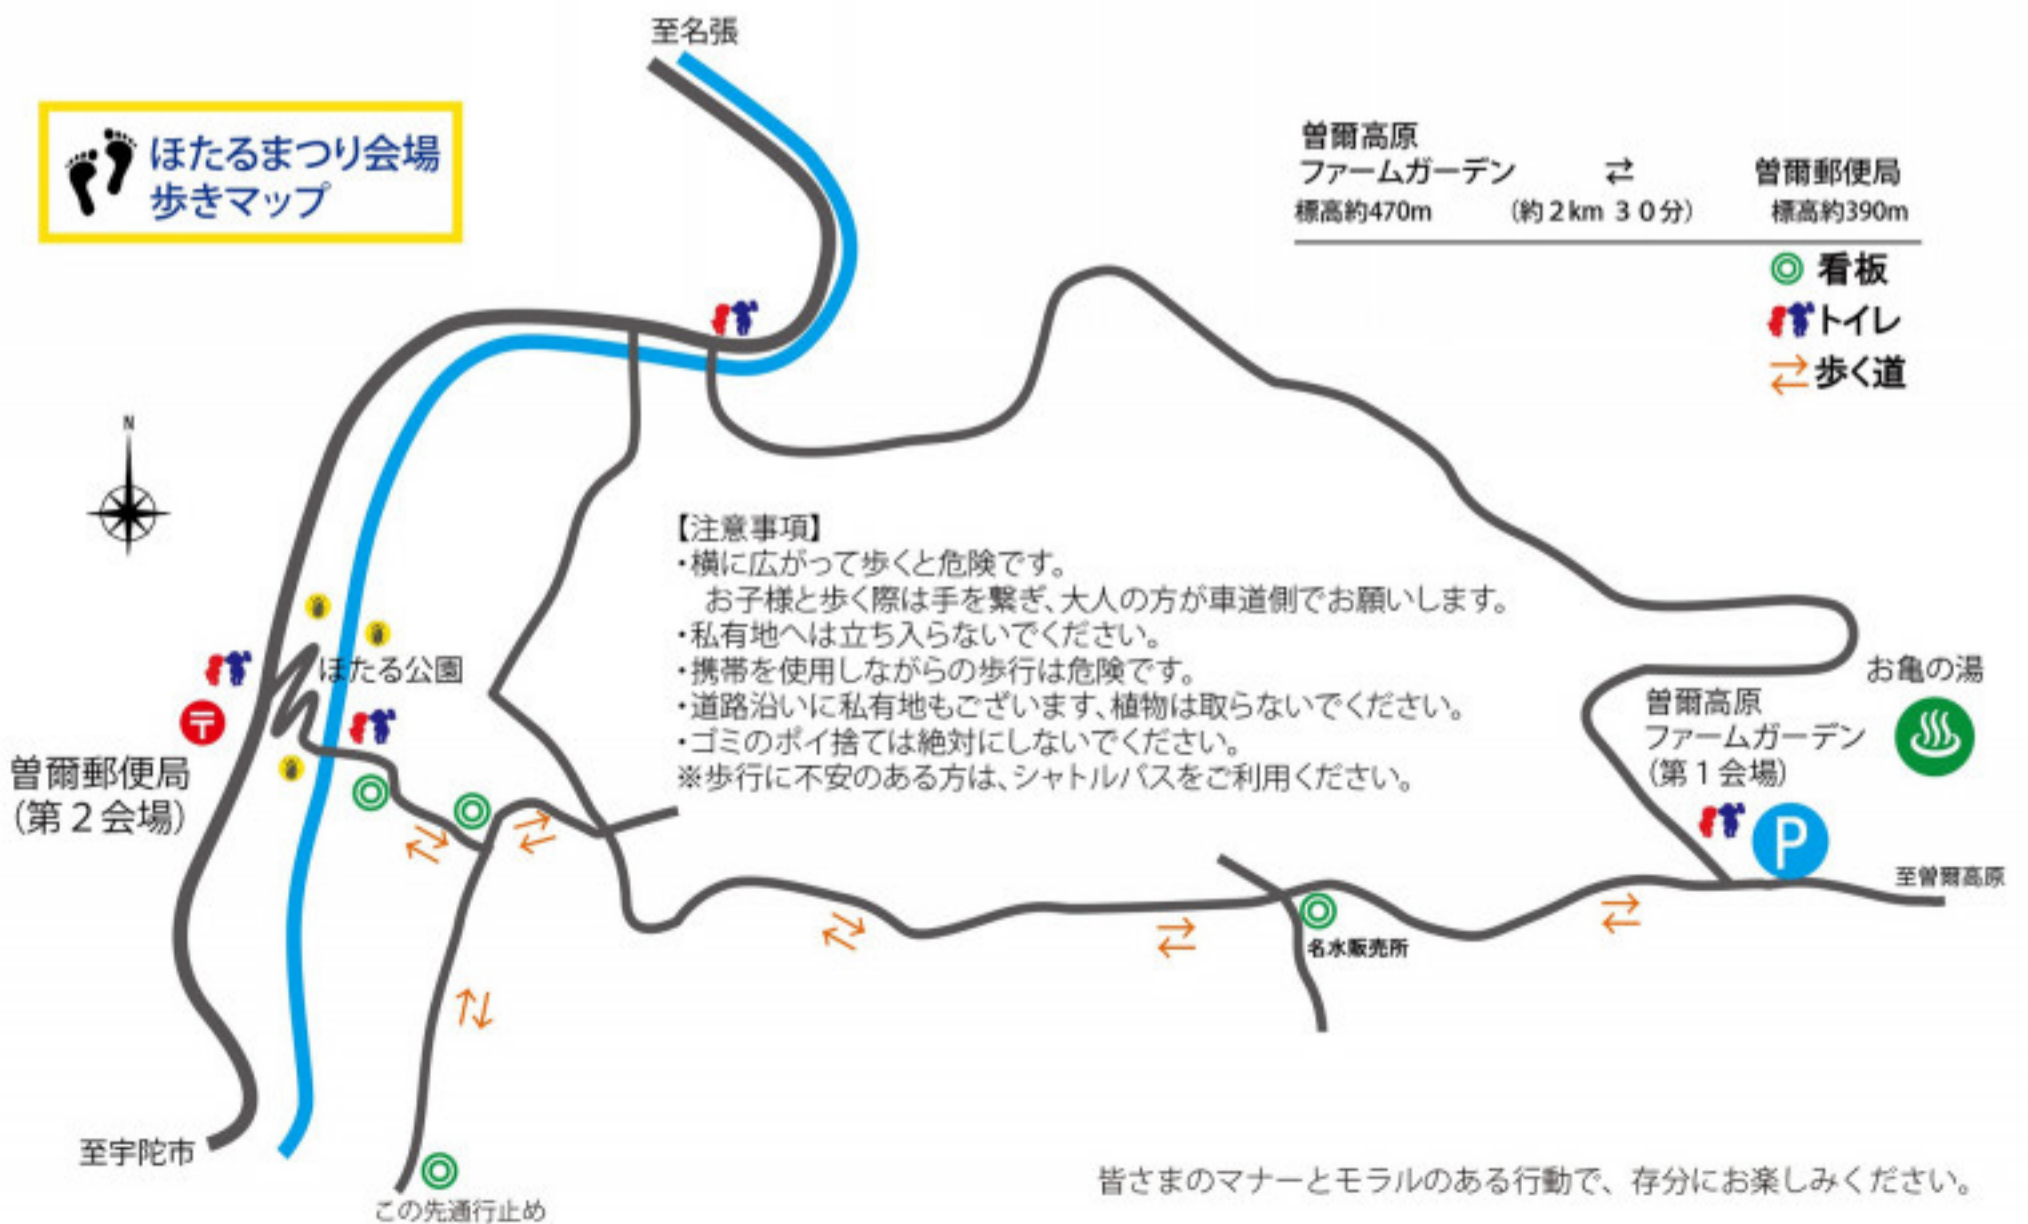 至名張
ほたるまつり会場
歩きマップ
曽爾高原
ファームガーデン ⇄ 曽爾郵便局
標高約470m (約2km 30分) 標高約390m
看板
トイレ
歩く道
N
【注意事項】
・横に広がって歩くと危険です。
お子様と歩く際は手を繋ぎ、大人の方が車道側でお願いします。
・私有地へは立ち入らないでください。
・携帯を使用しながらの歩行は危険です。
・道路沿いに私有地もございます、植物は取らないでください。
・ゴミのポイ捨ては絶対にしないでください。
※歩行に不安のある方は、シャトルバスをご利用ください。
ほたる公園
曽爾郵便局
(第2会場)
お亀の湯
曽爾高原
ファームガーデン
(第1会場)
P
至曽爾高原
名水販売所
至宇陀市
この先通行止め
皆さまのマナーとモラルのある行動で、存分にお楽しみください。